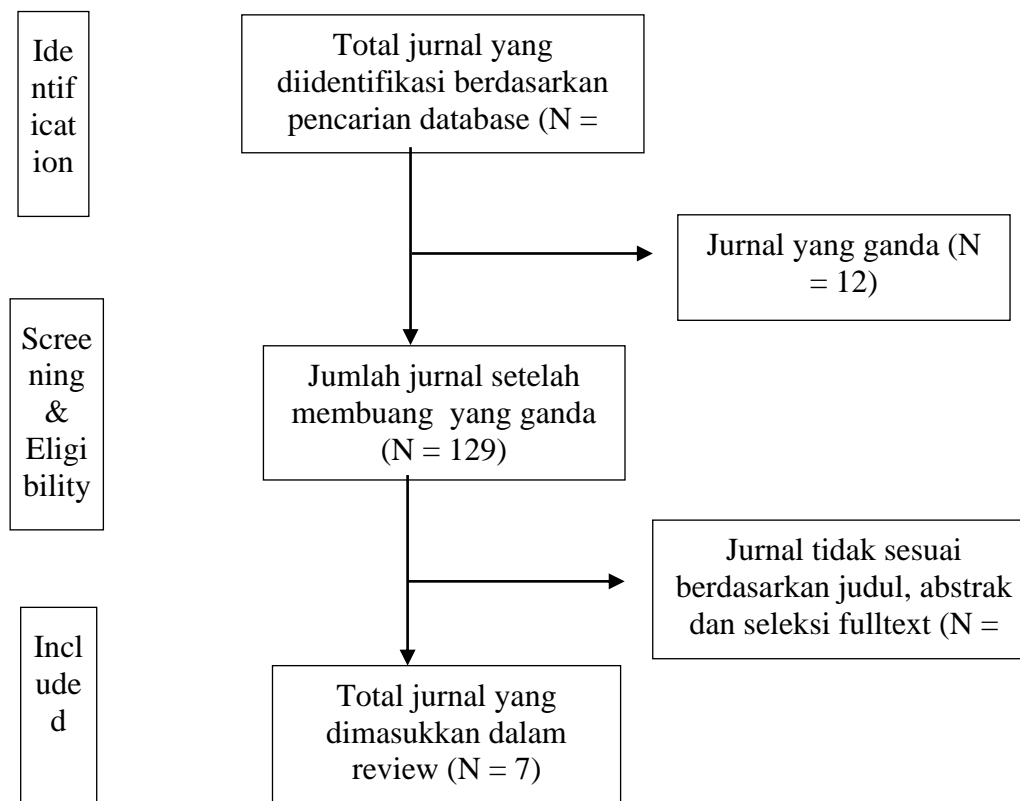 Ide
ntif
icat
ion
Total jurnal yang
diidentifikasi berdasarkan
pencarian database (N =
Jurnal yang ganda (N
= 12)
Scree
ning
&
Eligi
bility
Jumlah jurnal setelah
membuang yang ganda
(N = 129)
Jurnal tidak sesuai
berdasarkan judul, abstrak
dan seleksi fulltext (N =
Incl
ude
d
Total jurnal yang
dimasukkan dalam
review (N = 7)